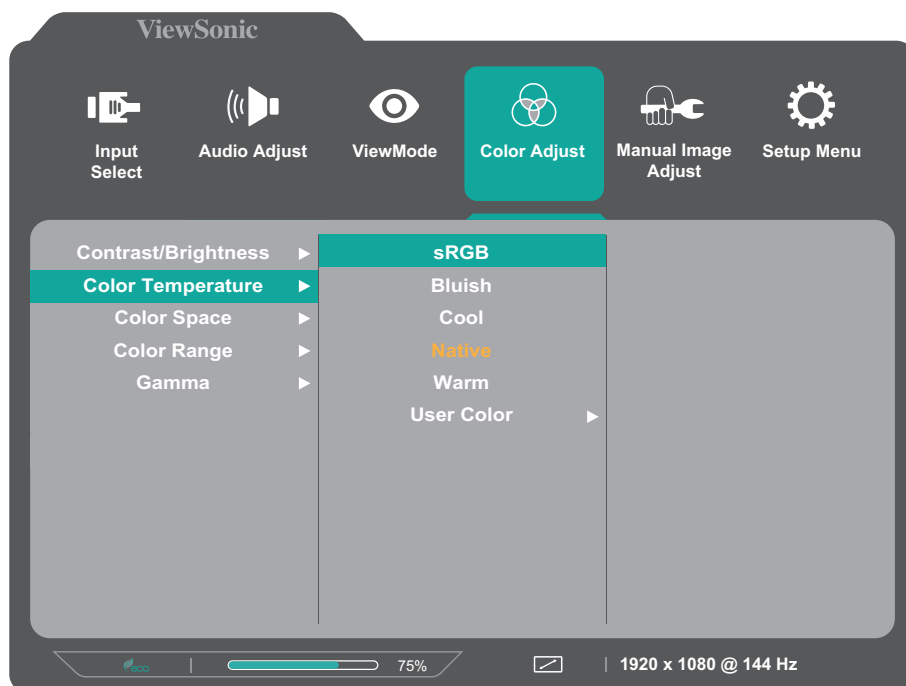 ViewSonic
Input
Select
Audio Adjust
ViewMode
Color Adjust
Manual Image
Adjust
Setup Menu
Contrast/Brightness
Color Temperature
Color Space
Color Range
Gamma
sRGB
Bluish
Cool
Native
Warm
User Color
eco
75%
1920 x 1080 @ 144 Hz